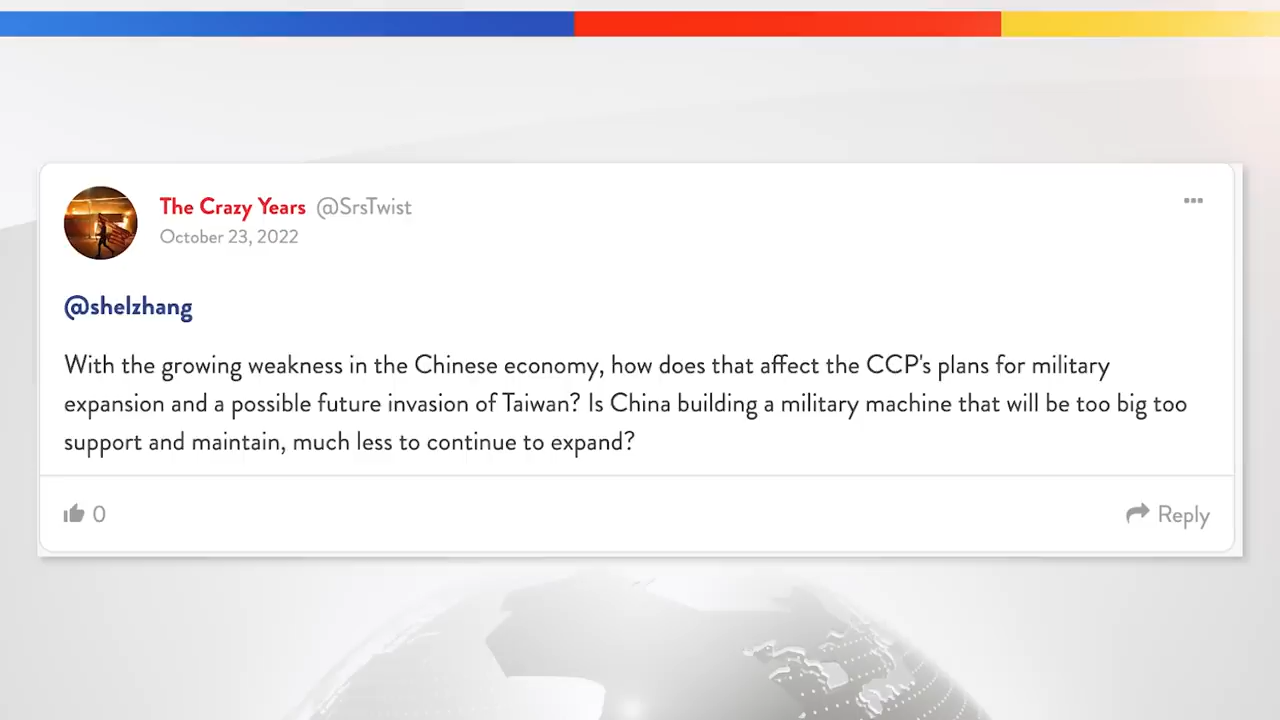 The Crazy Years @SrsTwist
October 23, 2022
@shelzhang
With the growing weakness in the Chinese economy, how does that affect the CCP's plans for military
expansion and a possible future invasion of Taiwan? Is China building a military machine that will be too big too
support and maintain, much less to continue to expand?
0
Reply